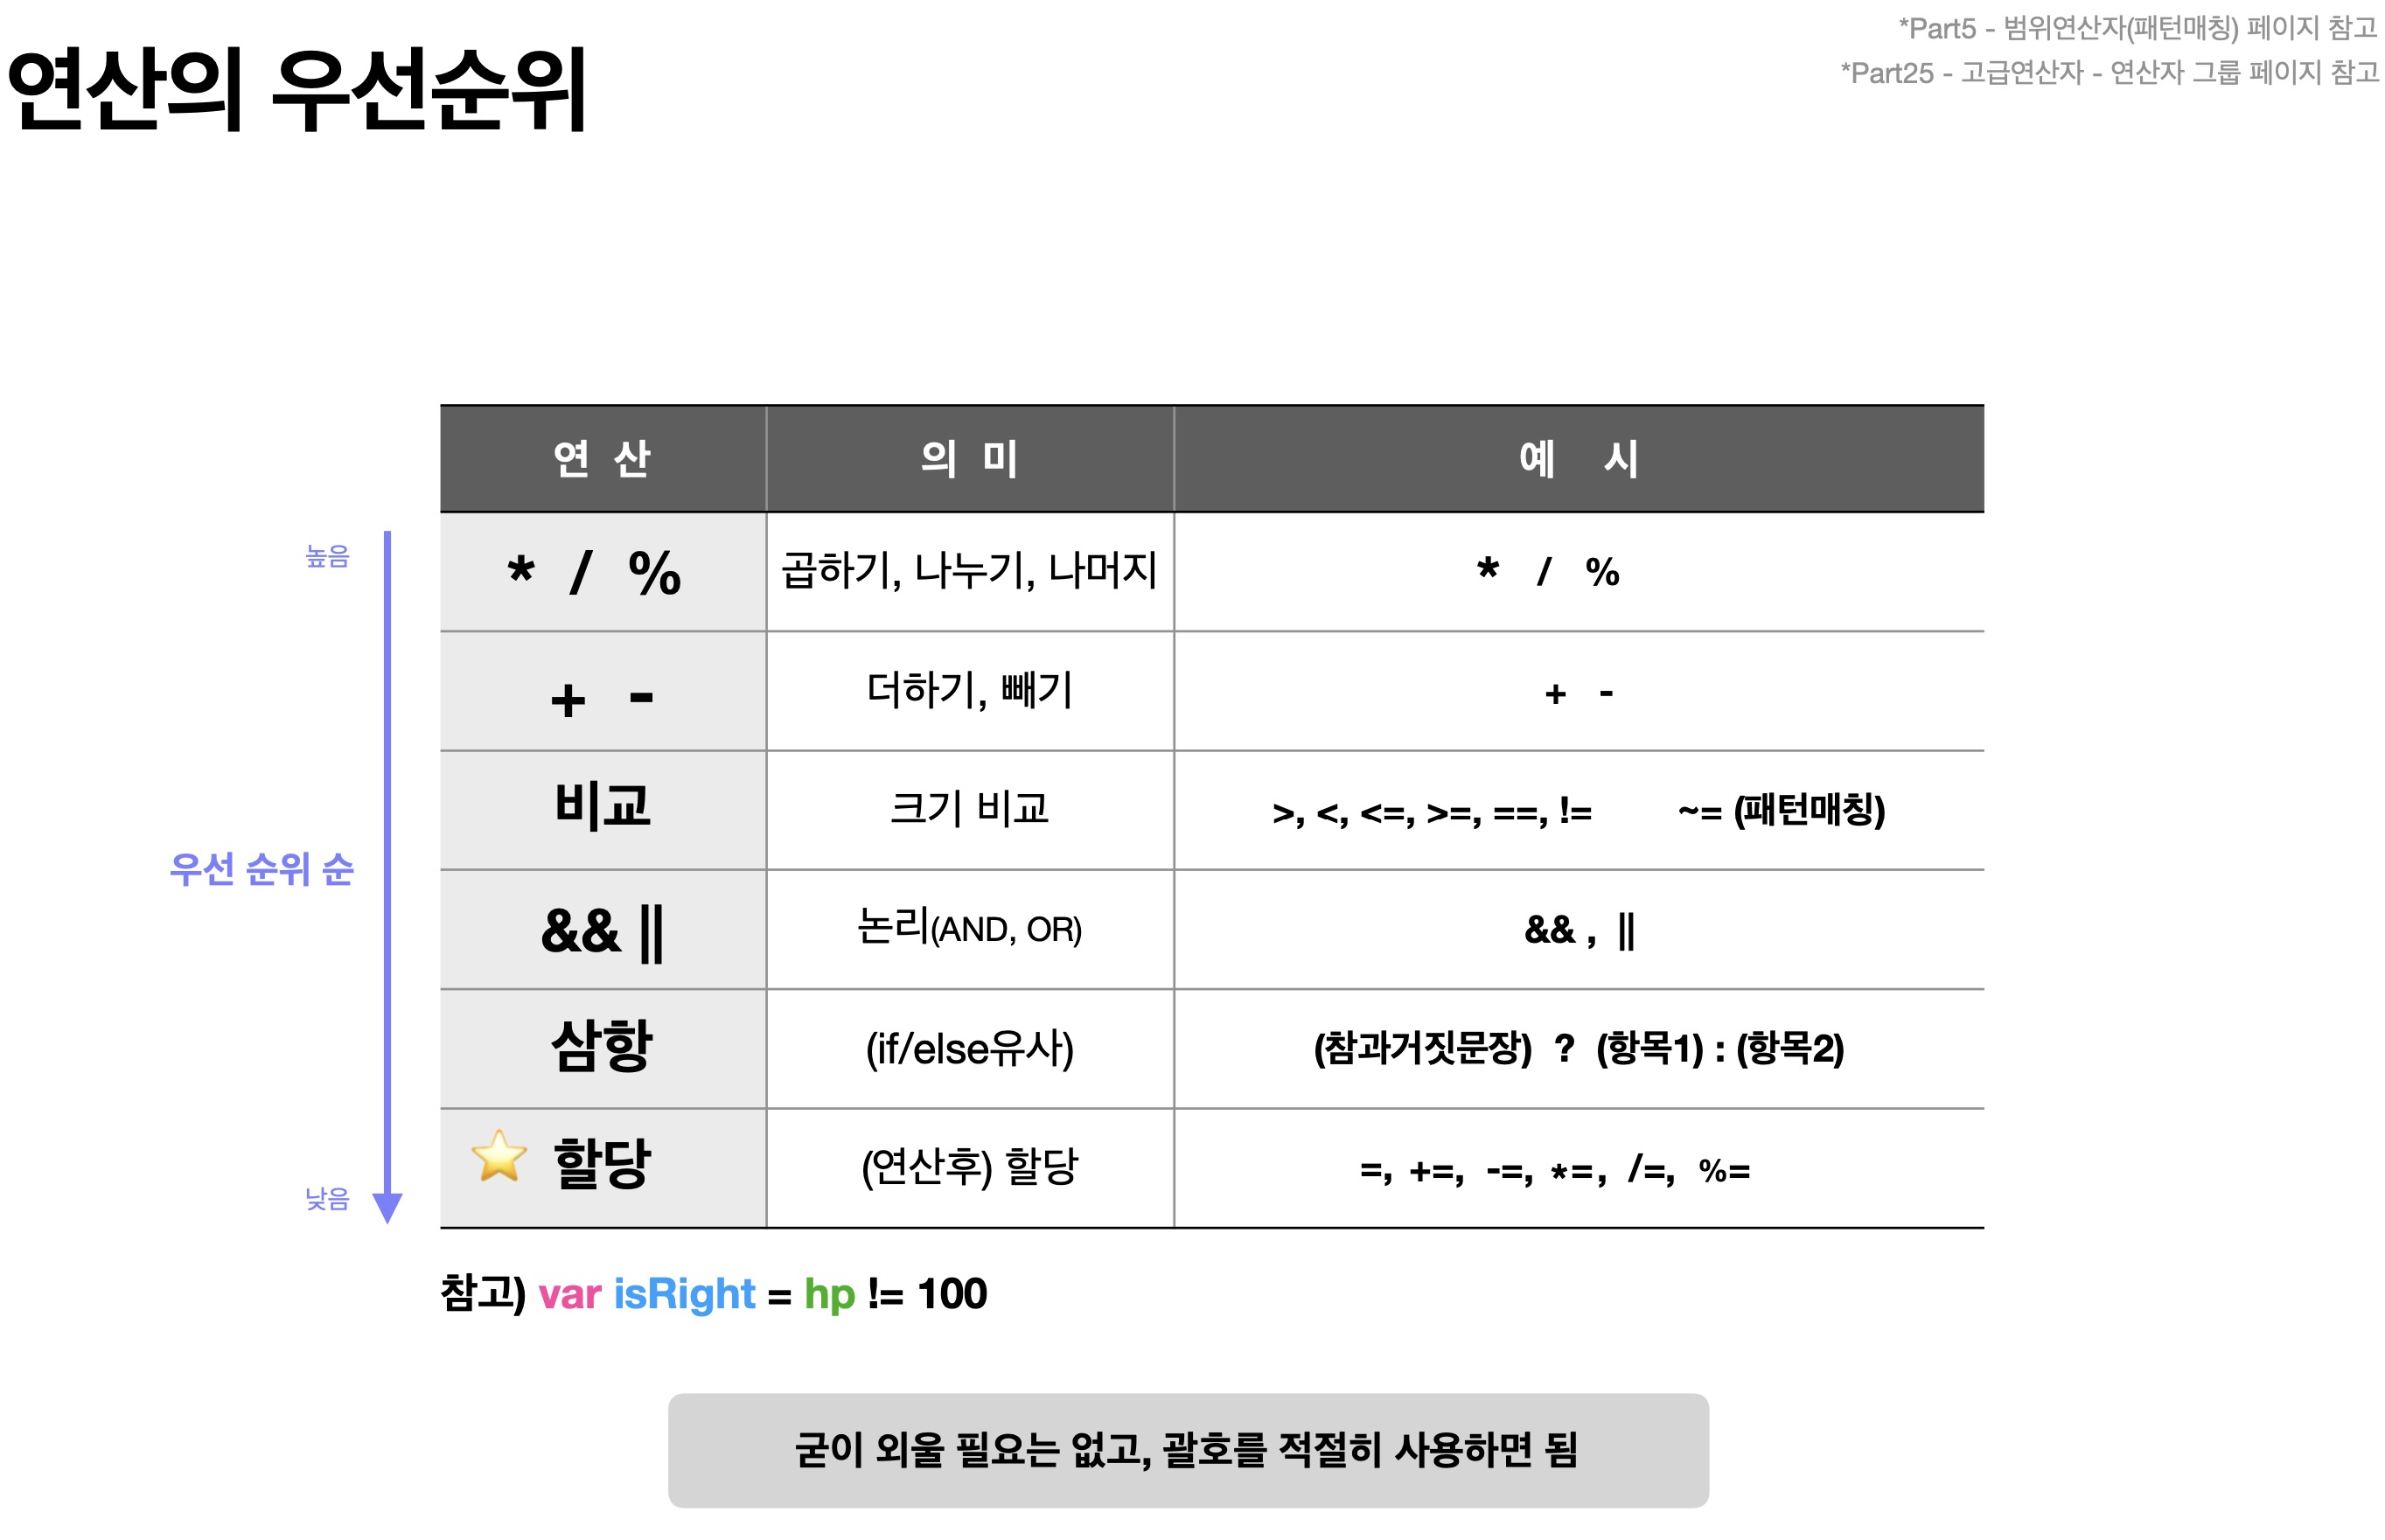 *Part5 - 범위연산자(패턴매칭) 페이지 참고
*Part25 - 고급연산자 - 연산자 그룹 페이지 참고
연산의 우선순위
연 산 의 미 예 시
높음 * / % 곱하기, 나누기, 나머지 * / %
+ - 더하기, 빼기 + -
비교 크기 비교 >, <, <=, >=, ==, != ~= (패턴매칭)
우선 순위 순
&& || 논리(AND, OR) && , ||
삼항 (if/else유사) (참과거짓문장) ? (항목1) : (항목2)
낮음 할당 (연산후) 할당 =, +=, -=, *=, /=, %=
참고) var isRight = hp != 100
굳이 외울 필요는 없고, 괄호를 적절히 사용하면 됨